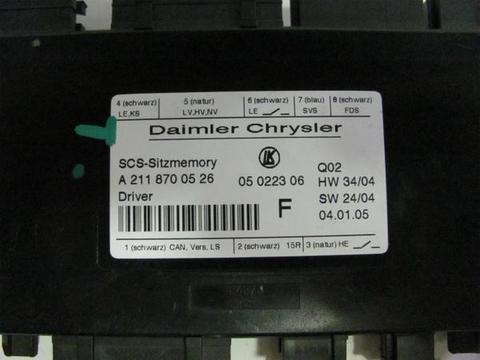 4 (schwarz) 5 (natur) 6 (schwarz) 7 (blau) 8 (schwarz)
LE,KS LV,HV,NV LE SVS FDS
Daimler Chrysler
SCS-Sitzmemory LK Q02
A 211 870 05 26 05 0223 06 HW 34/04
Driver F SW 24/04
04.01.05
1 (schwarz) CAN, Vers, LS 2 (schwarz) 15R 3 (natur) HE